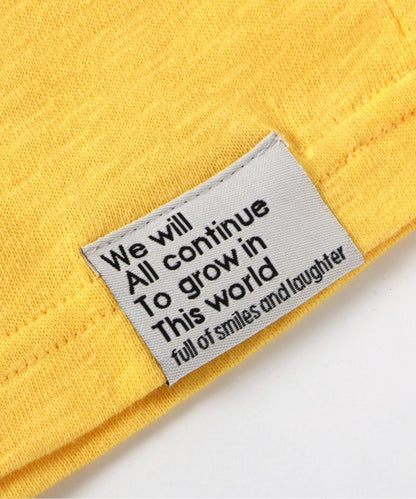 We will
All continue
To grow in
This world
full of smiles and laughter